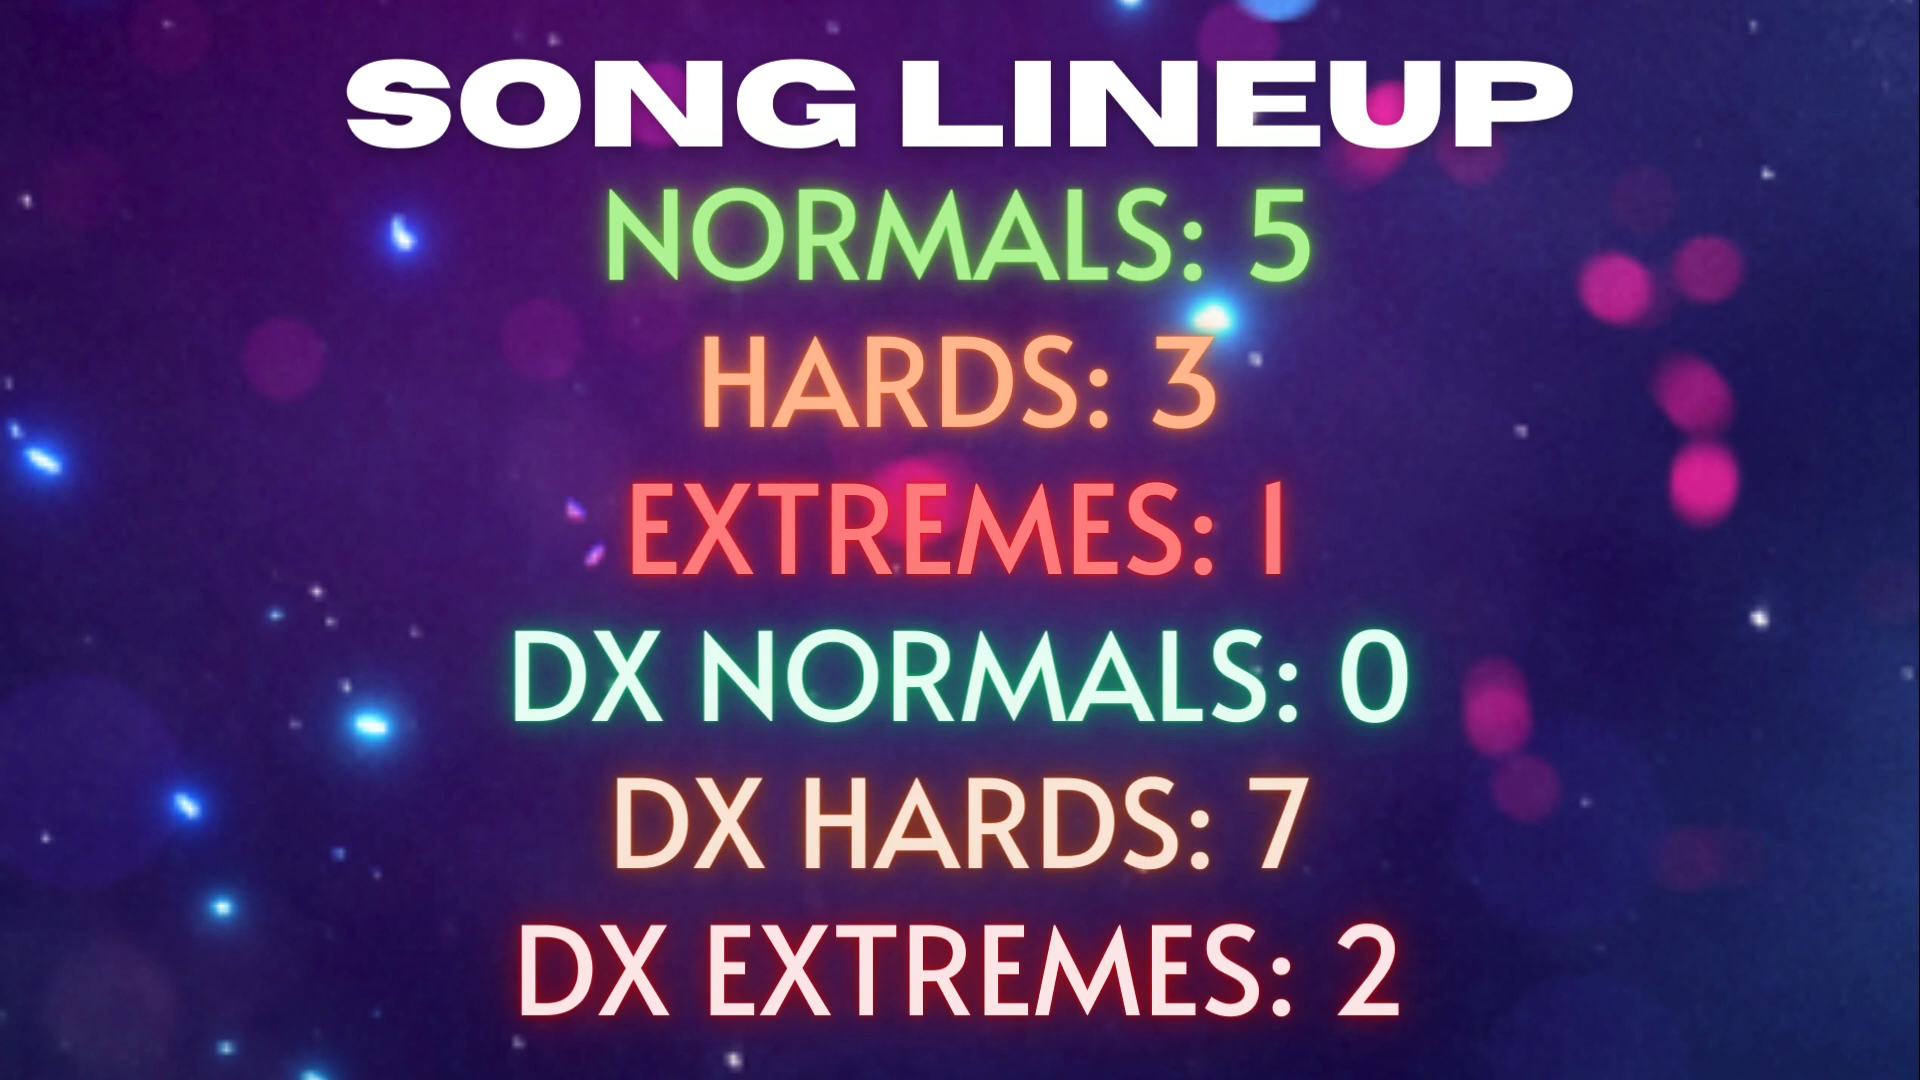 SONG LINEUP
NORMALS: 5
HARDS: 3
EXTREMES: 1
DX NORMALS: 0
DX HARDS: 7
DX EXTREMES: 2